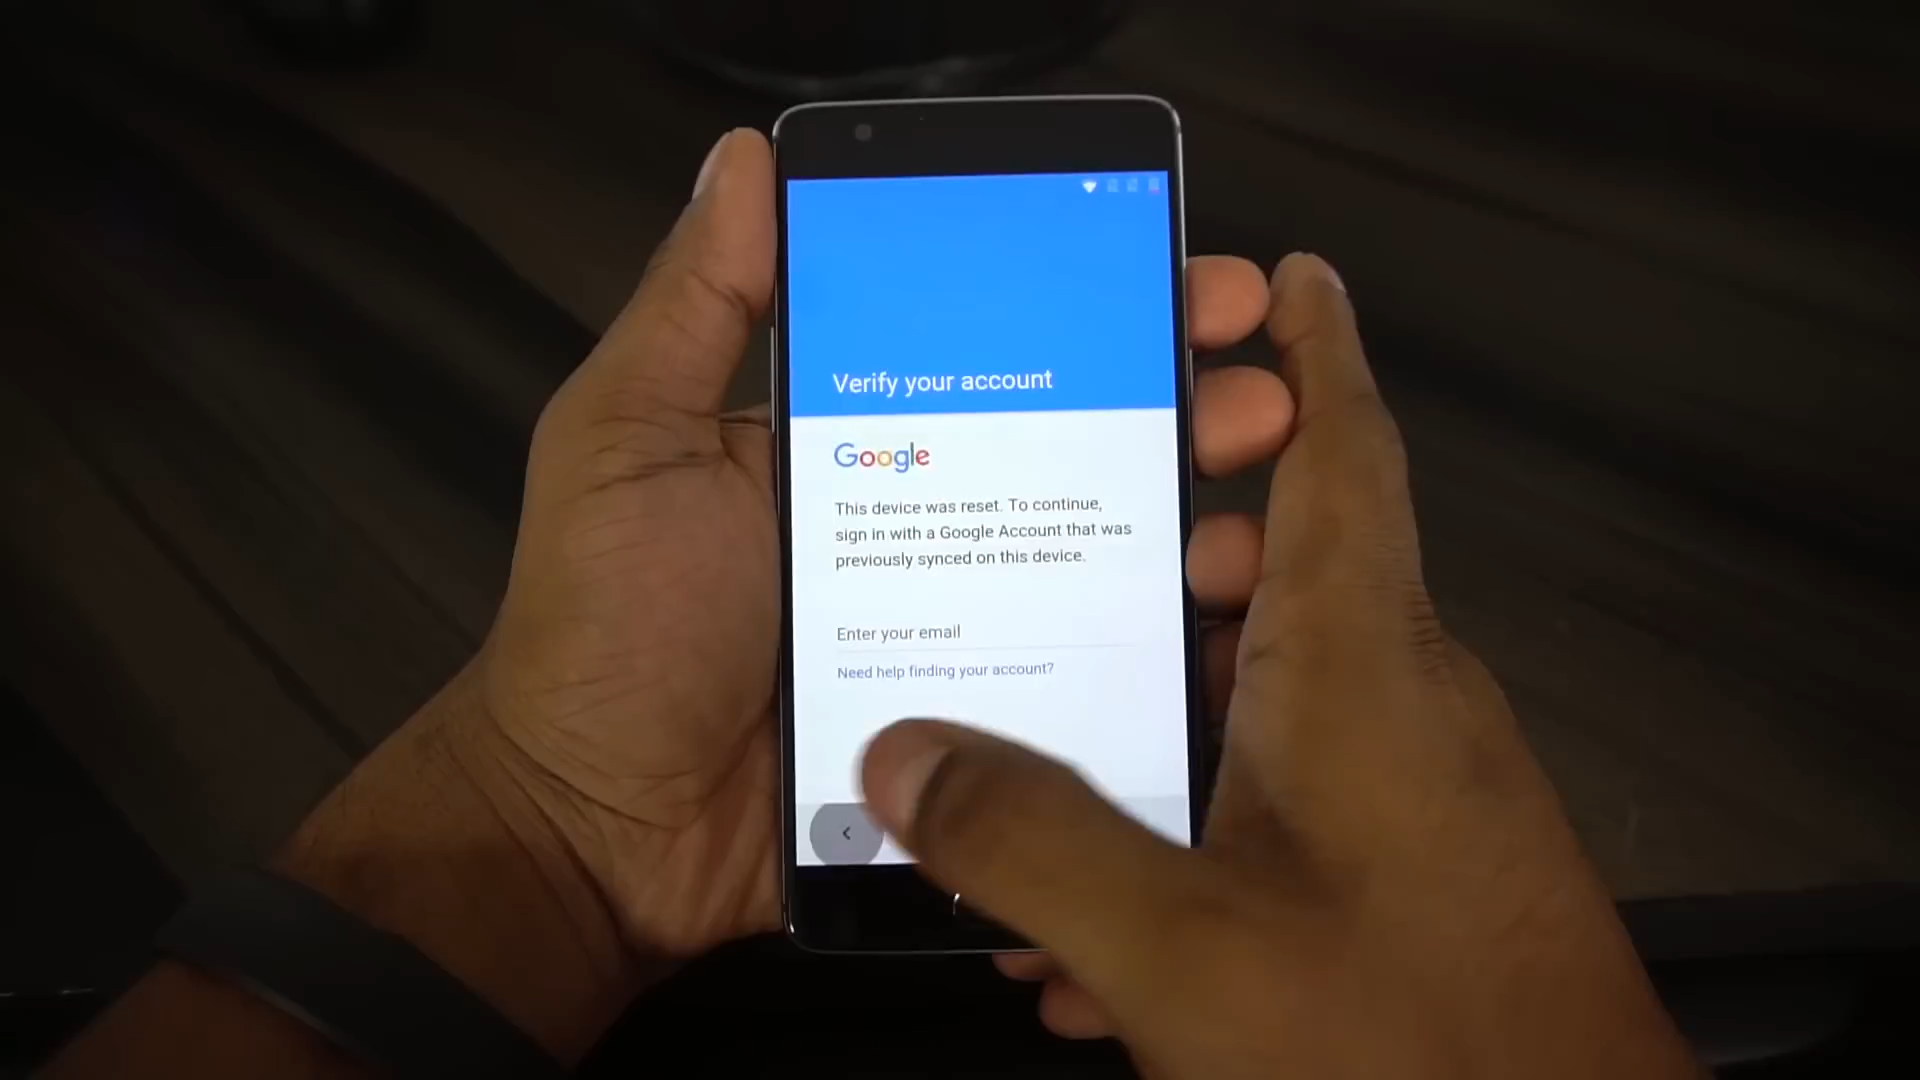 Verify your account
Google
This device was reset. To continue,
sign in with a Google Account that was
previously synced on this device.
Enter your email
Need help finding your account?